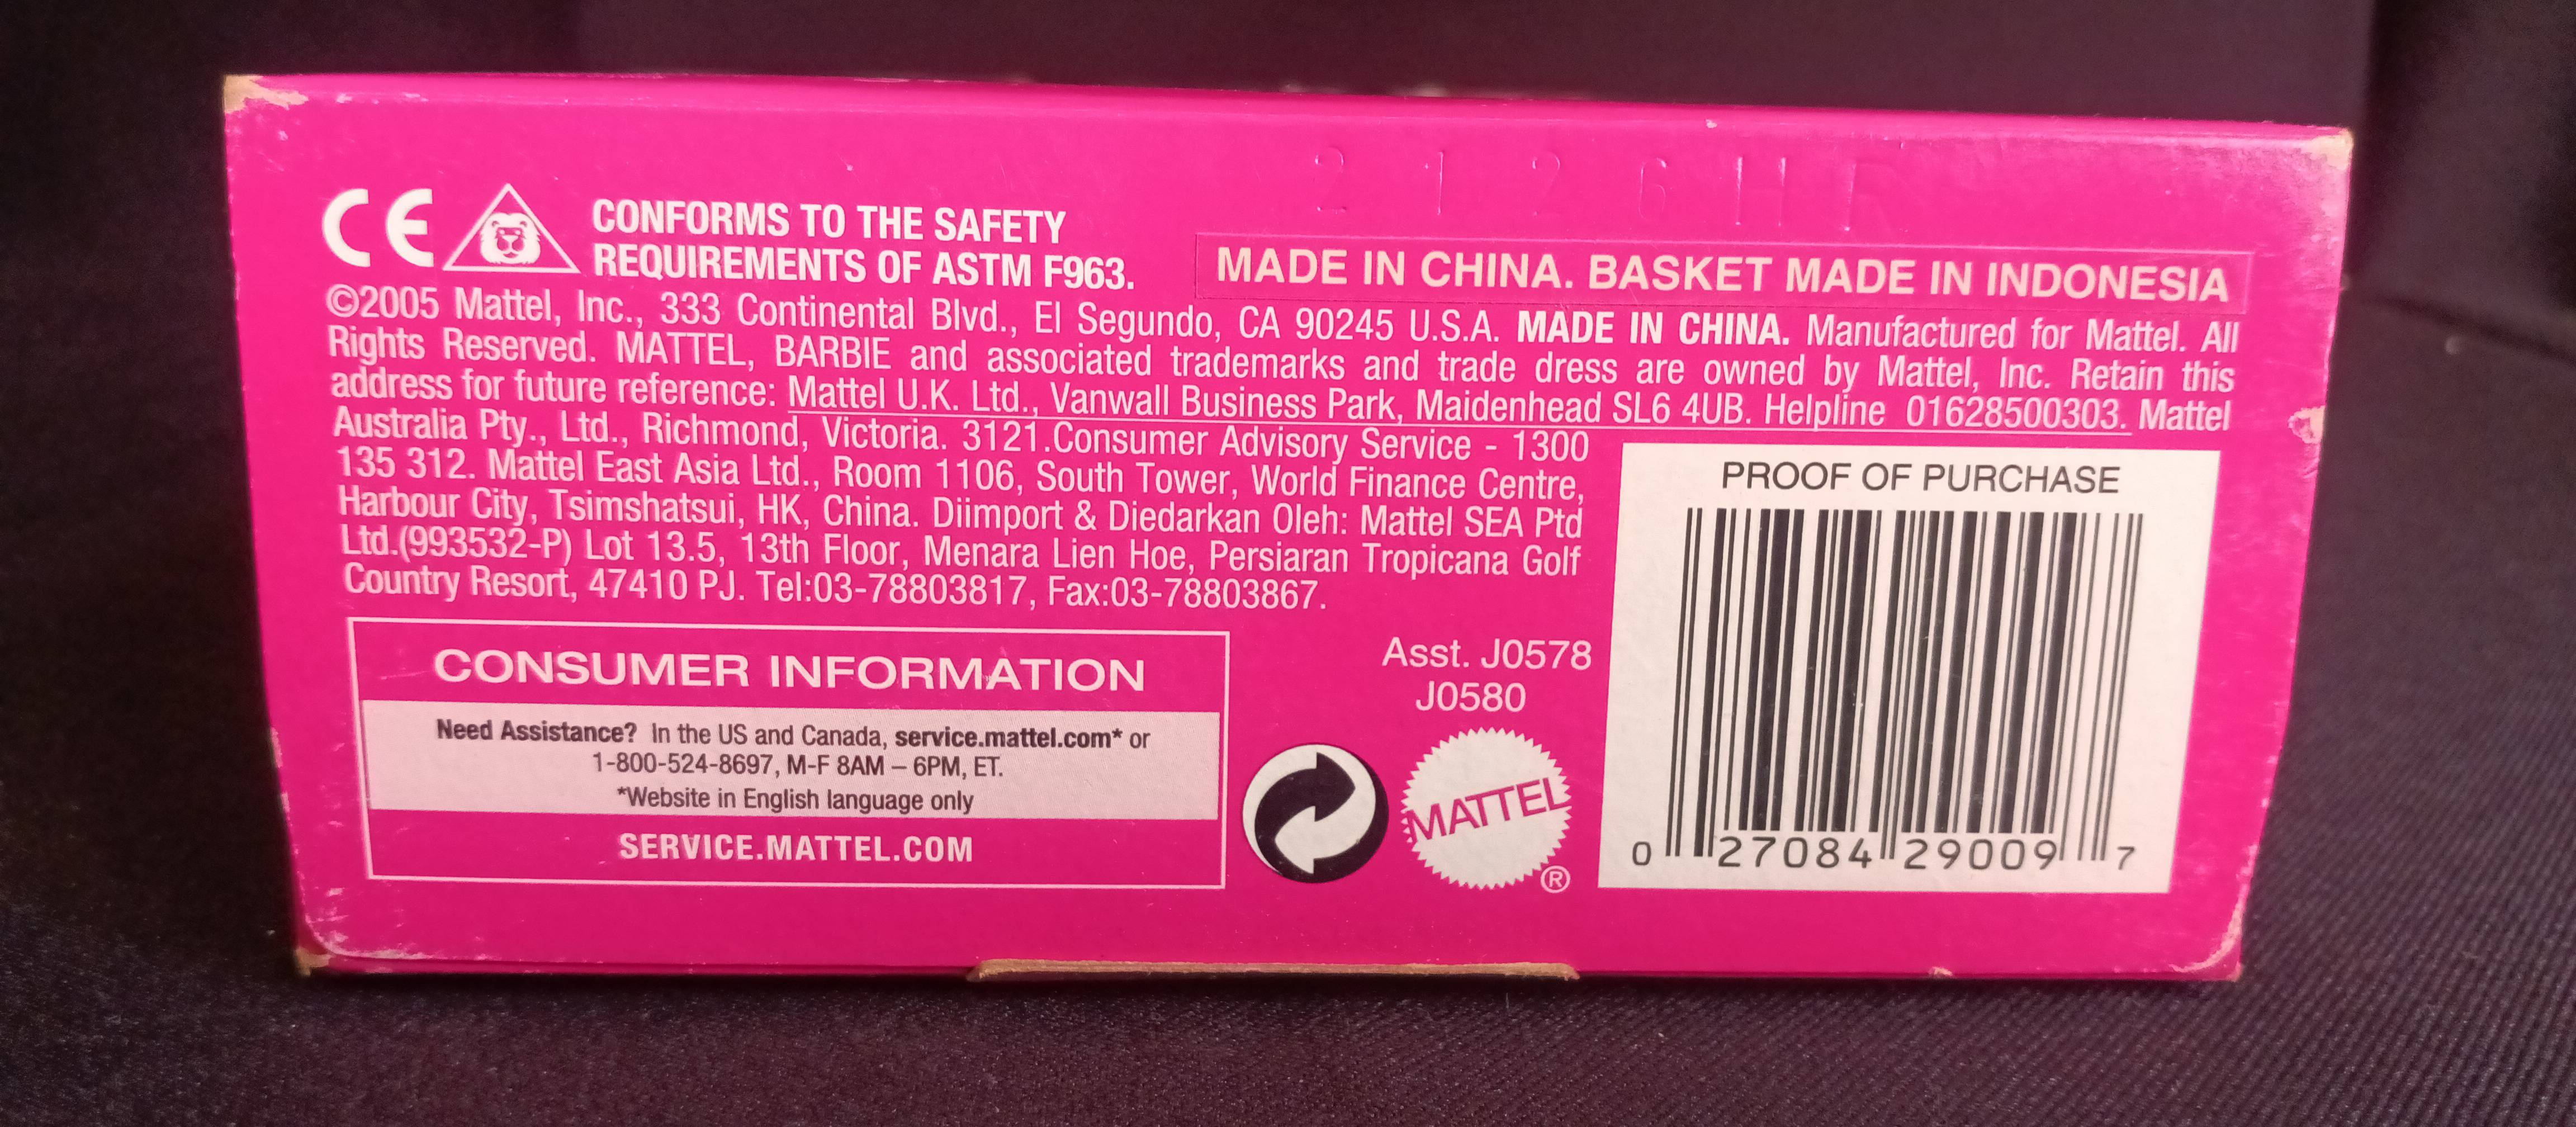 2126HR
CE
CONFORMS TO THE SAFETY
REQUIREMENTS OF ASTM F963.
MADE IN CHINA. BASKET MADE IN INDONESIA
©2005 Mattel, Inc., 333 Continental Blvd., El Segundo, CA 90245 U.S.A. MADE IN CHINA. Manufactured for Mattel. All
Rights Reserved. MATTEL, BARBIE and associated trademarks and trade dress are owned by Mattel, Inc. Retain this
address for future reference: Mattel U.K. Ltd., Vanwall Business Park, Maidenhead SL6 4UB. Helpline 01628500303. Mattel
Australia Pty., Ltd., Richmond, Victoria. 3121.Consumer Advisory Service - 1300
135 312. Mattel East Asia Ltd., Room 1106, South Tower, World Finance Centre,
Harbour City, Tsimshatsui, HK, China. Diimport & Diedarkan Oleh: Mattel SEA Ptd
Ltd.(993532-P) Lot 13.5, 13th Floor, Menara Lien Hoe, Persiaran Tropicana Golf
Country Resort, 47410 PJ. Tel:03-78803817, Fax:03-78803867.
PROOF OF PURCHASE
0 27084 29009 7
CONSUMER INFORMATION
Need Assistance? In the US and Canada, service.mattel.com* or
1-800-524-8697, M-F 8AM – 6PM, ET.
*Website in English language only
SERVICE.MATTEL.COM
Asst. J0578
J0580
MATTEL
®